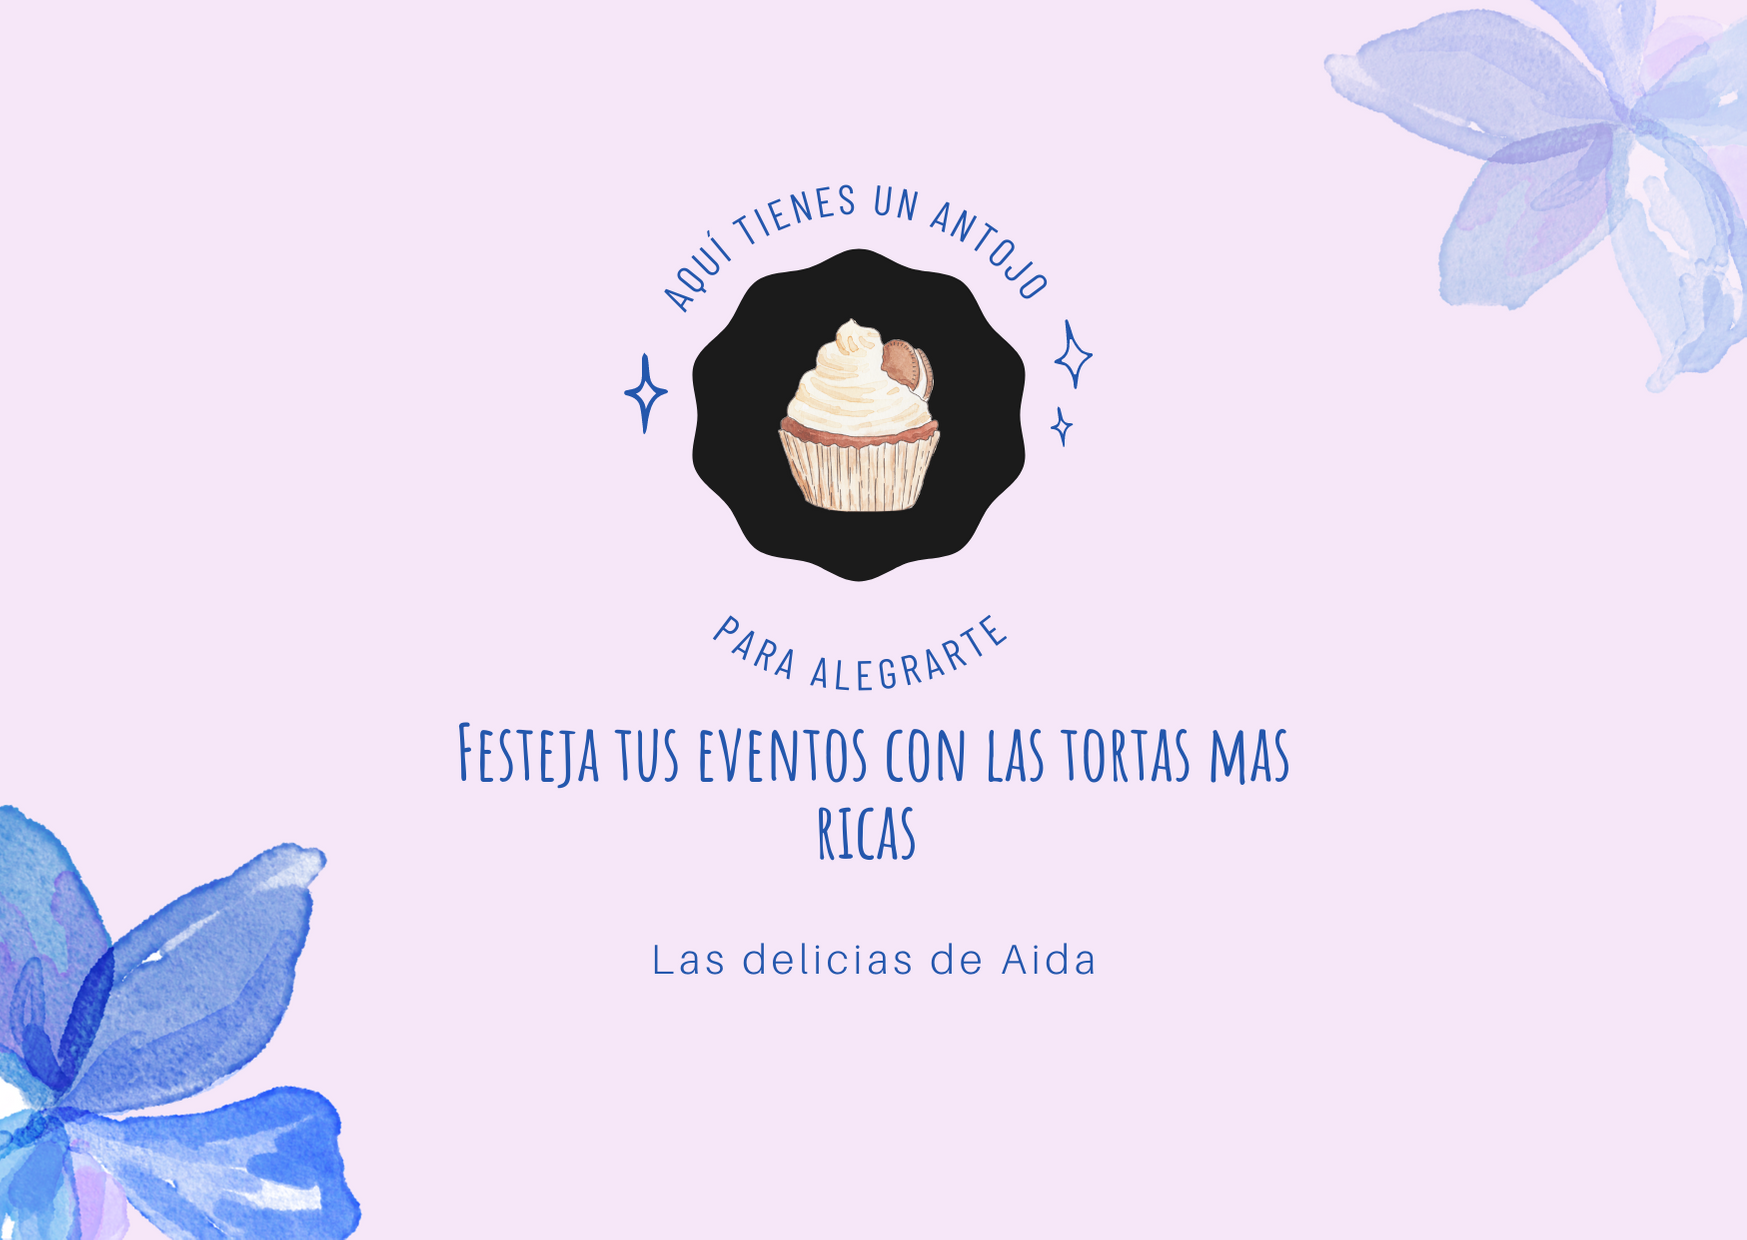 AQUÍ TIENES UN ANTOJO
PARA ALEGRARTE
Festeja tus eventos con las tortas mas
ricas
Las delicias de Aida